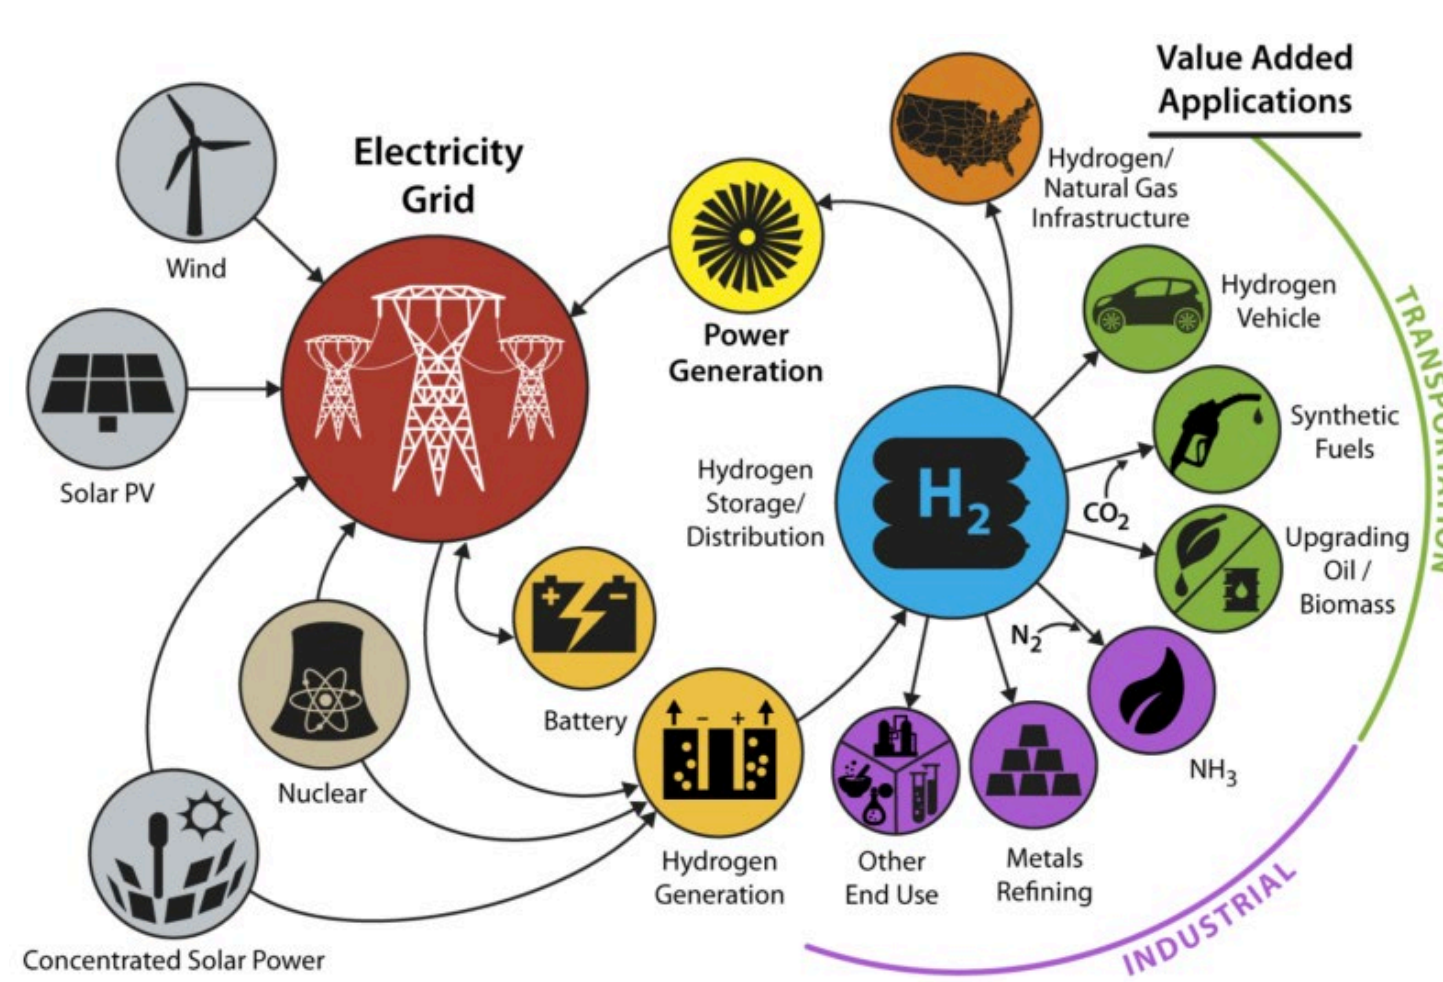 Value Added
Applications
Electricity
Grid
Wind
Solar PV
Nuclear
Concentrated Solar Power
Battery
+ −
Power
Generation
Hydrogen
Generation
− +
Hydrogen
Storage/
Distribution
H₂
Hydrogen/
Natural Gas
Infrastructure
Hydrogen
Vehicle
Synthetic
Fuels
CO₂
Upgrading
Oil /
Biomass
N₂
NH₃
Metals
Refining
Other
End Use
TRANSPORTATION
INDUSTRIAL